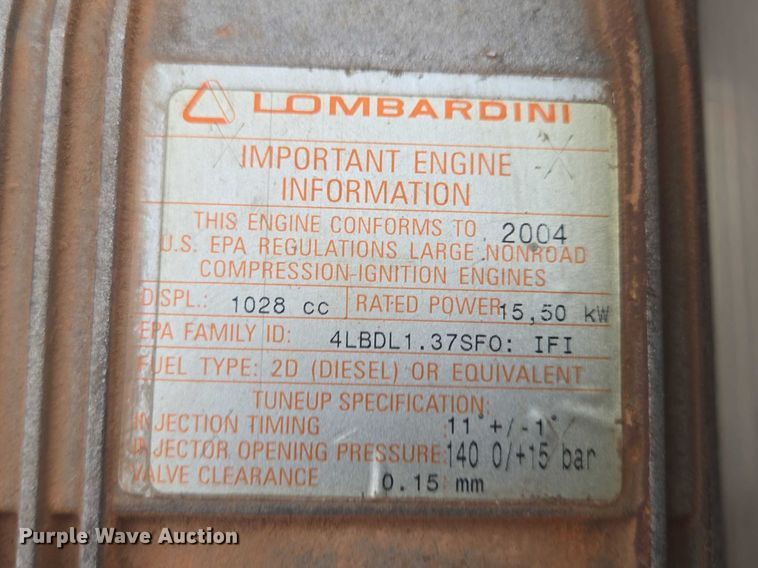 LOMBARDINI
IMPORTANT ENGINE
INFORMATION
THIS ENGINE CONFORMS TO 2004
U.S. EPA REGULATIONS LARGE NONROAD
COMPRESSION-IGNITION ENGINES
DISPL.: 1028 cc RATED POWER 15,50 kW
EPA FAMILY ID: 4LBDL1.37SFO: IFI
FUEL TYPE: 2D (DIESEL) OR EQUIVALENT
TUNEUP SPECIFICATION:
INJECTION TIMING :11°+/-1°
INJECTOR OPENING PRESSURE:140 0/+15 bar
VALVE CLEARANCE 0.15 mm
Purple Wave Auction